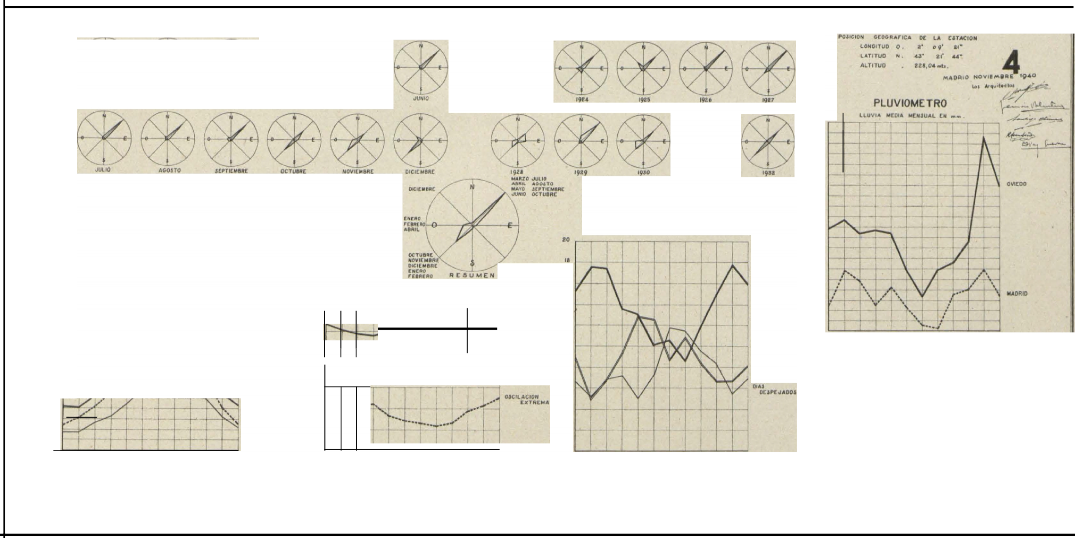 N
O E
S
JUNIO
1924 1925 1926 1927
JULIO AGOSTO SEPTIEMBRE OCTUBRE NOVIEMBRE DICIEMBRE
1928 1929 1930 1932
DICIEMBRE
MARZO JULIO
ABRIL AGOSTO
MAYO SEPTIEMBRE
JUNIO OCTUBRE
N
O E
S
ENERO
FEBRERO
ABRIL
OCTUBRE
NOVIEMBRE
DICIEMBRE
ENERO
FEBRERO
RESUMEN
20
18
DIAS
DESPEJADOS
OSCILACION
EXTREMA
POSICION GEOGRAFICA DE LA ESTACION
LONGITUD O. 2° 09' 21"
LATITUD N. 43° 21' 44"
ALTITUD . 228,04 mts.
4
MADRID NOVIEMBRE 1940
Los Arquitectos
PLUVIOMETRO
LLUVIA MEDIA MENSUAL EN mm.
OVIEDO
MADRID